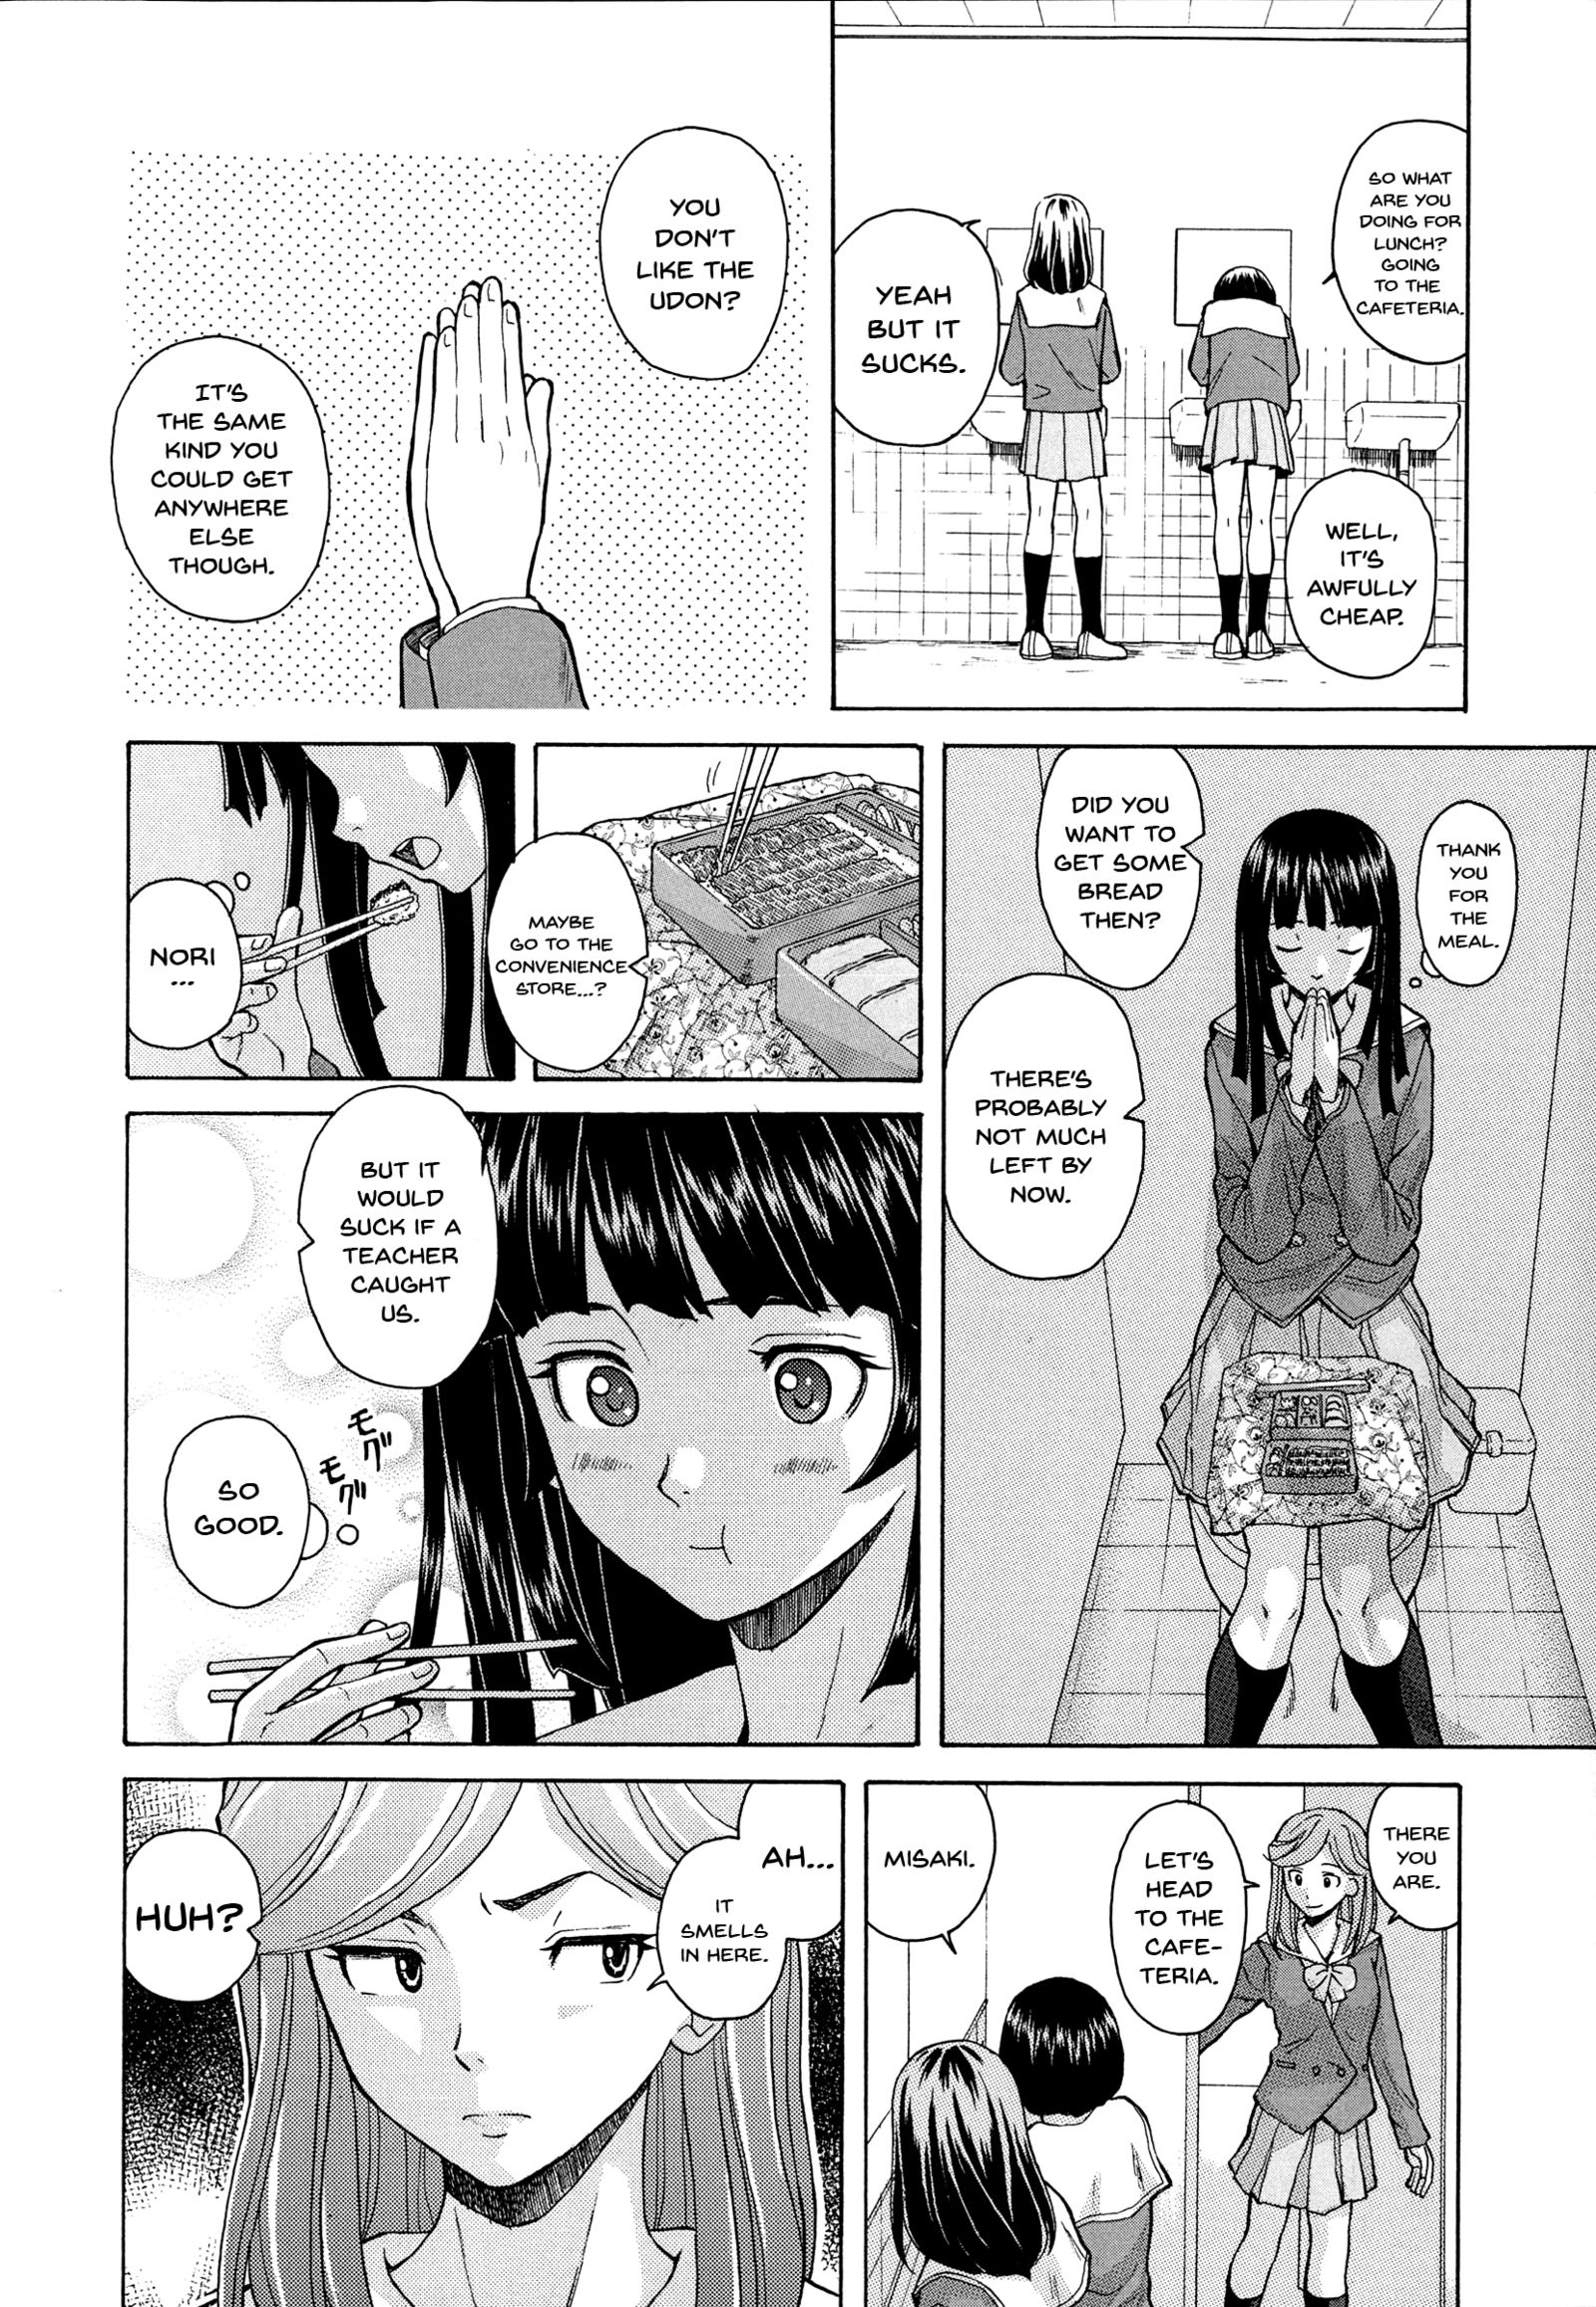 SO WHAT
ARE YOU
DOING FOR
LUNCH?
GOING
TO THE
CAFETERIA.
YEAH
BUT IT
SUCKS.
WELL,
IT'S
AWFULLY
CHEAP.
YOU
DON'T
LIKE THE
UDON?
IT'S
THE SAME
KIND YOU
COULD GET
ANYWHERE
ELSE
THOUGH.
THANK
YOU
FOR
THE
MEAL.
DID YOU
WANT TO
GET SOME
BREAD
THEN?
THERE'S
PROBABLY
NOT MUCH
LEFT BY
NOW.
MAYBE
GO TO THE
CONVENIENCE
STORE...?
NORI
...
BUT IT
WOULD
SUCK IF A
TEACHER
CAUGHT
US.
モグ
モグ
SO
GOOD.
THERE
YOU
ARE.
LET'S
HEAD
TO THE
CAFE-
TERIA.
MISAKI.
AH...
IT
SMELLS
IN HERE.
HUH?